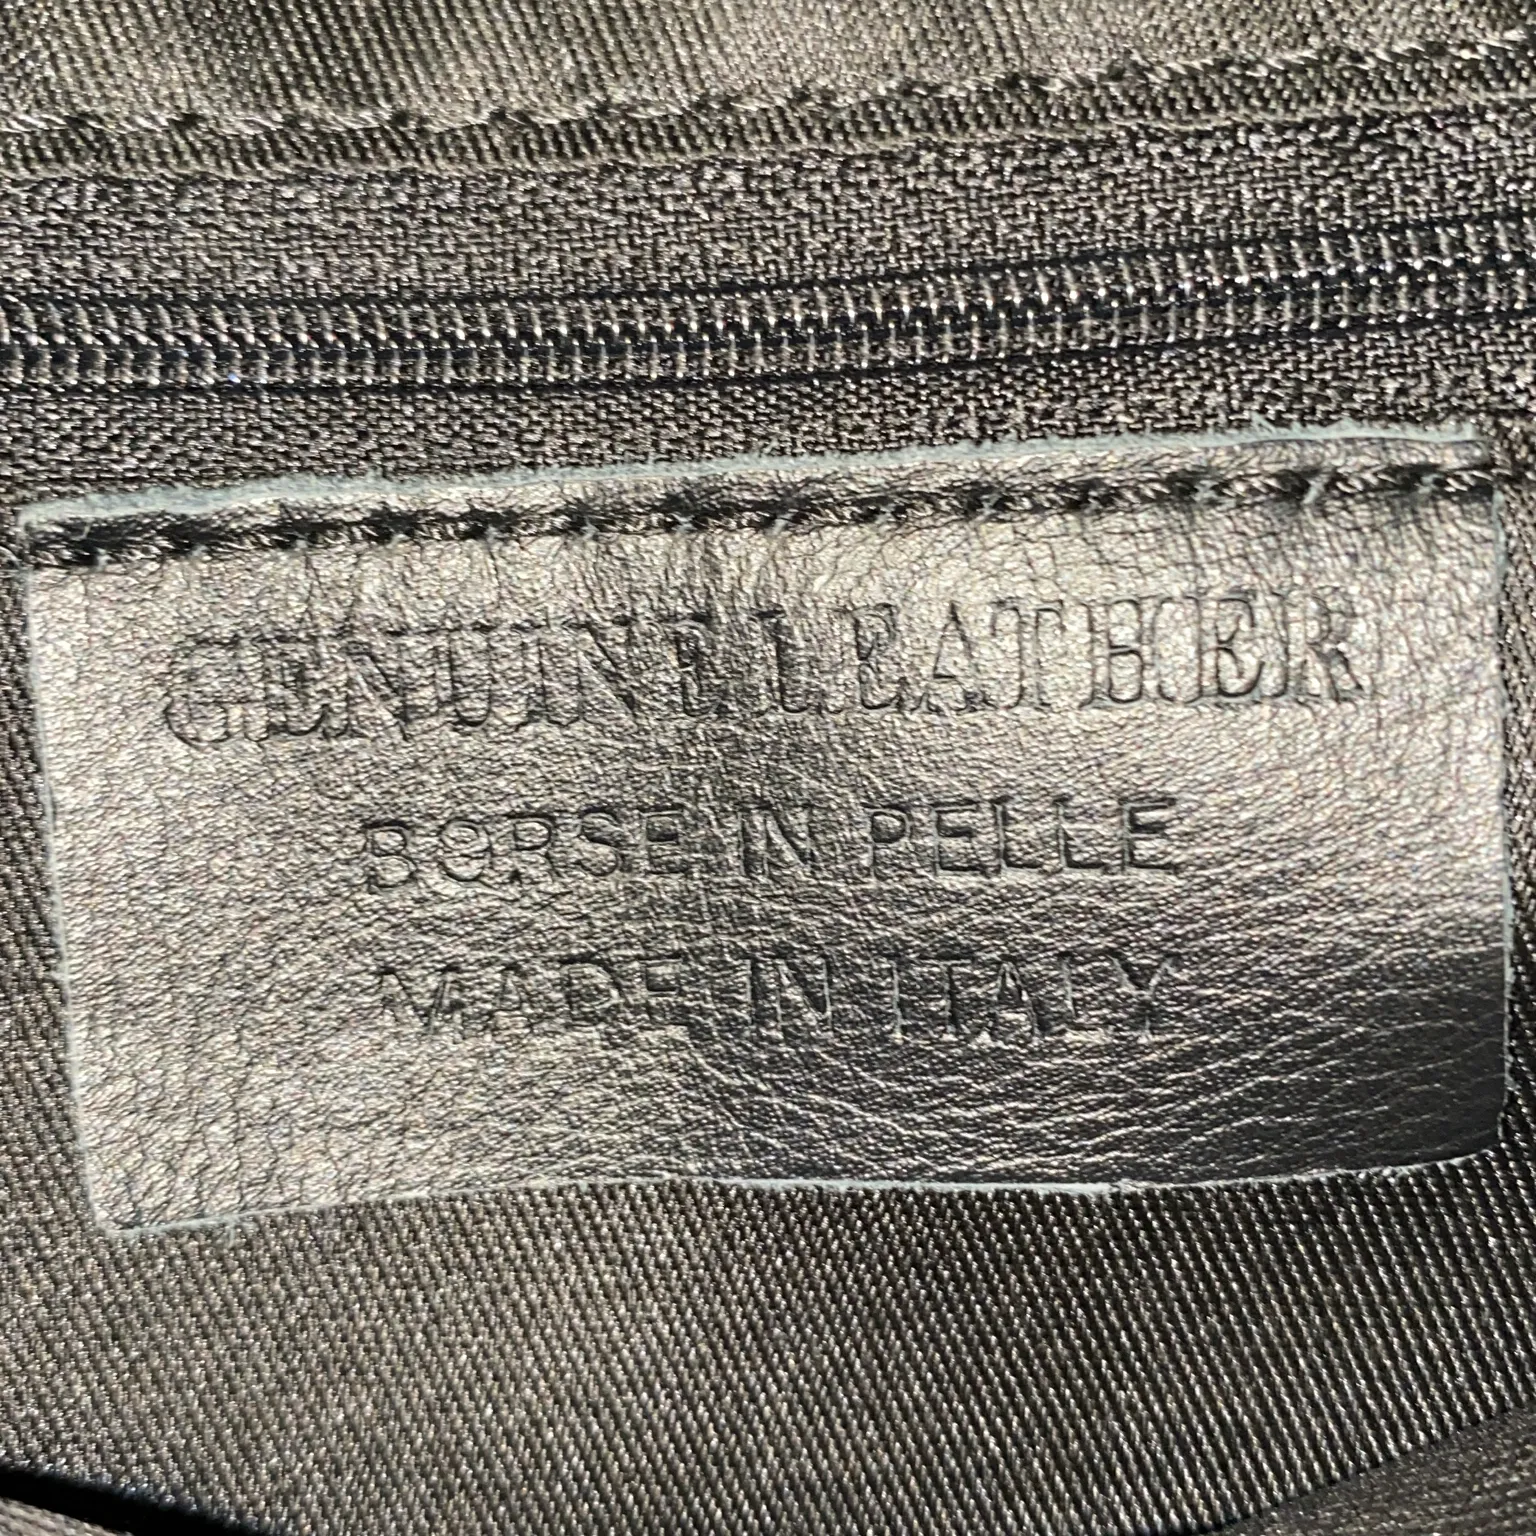 GENUINE LEATHER
BORSE IN PELLE
MADE IN ITALY